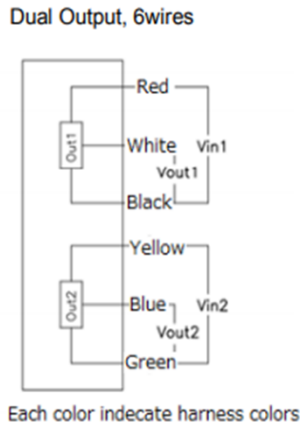 Dual Output, 6wires
Red
Out1
White Vin1
Vout1
Black
Yellow
Out2
Blue Vin2
Vout2
Green
Each color indecate harness colors